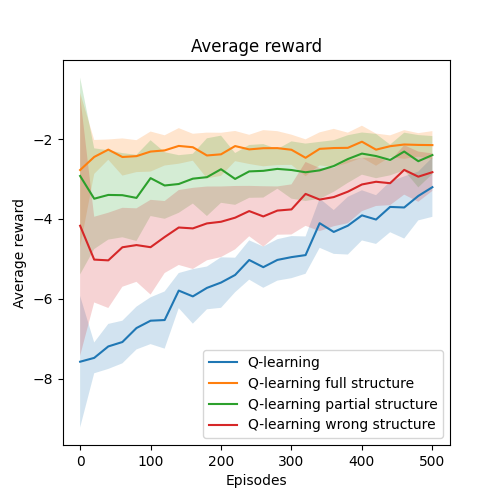 Average reward
Average reward
−2
−4
−6
−8
0
100
200
300
400
500
Episodes
Q-learning
Q-learning full structure
Q-learning partial structure
Q-learning wrong structure